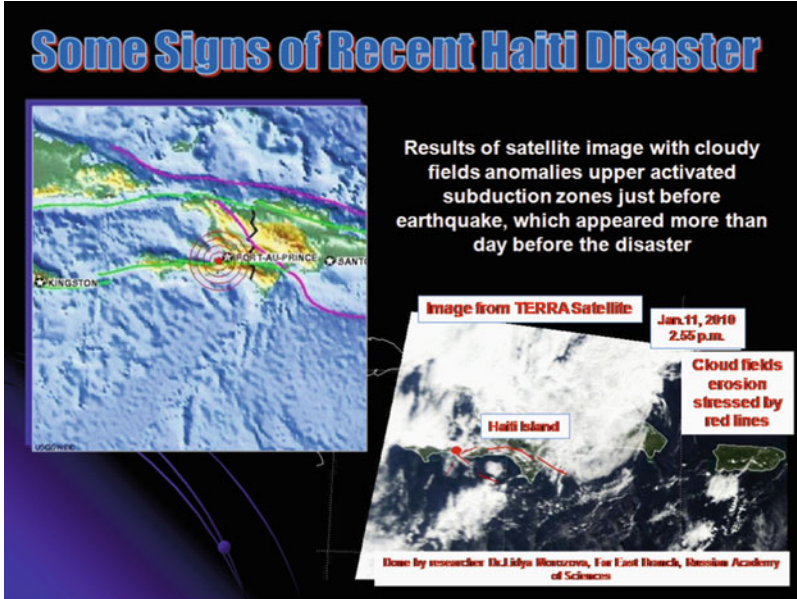 Some Signs of Recent Haiti Disaster
Results of satellite image with cloudy
fields anomalies upper activated
subduction zones just before
earthquake, which appeared more than
day before the disaster
PORT-AU-PRINCE
KINGSTON
Image from TERRA Satellite
Jan.11, 2010
2.55 p.m.
Cloud fields
erosion
stressed by
red lines
Haiti Island
Done by researcher Dr.Lidya Morozova, Far East Branch, Russian Academy
of Sciences